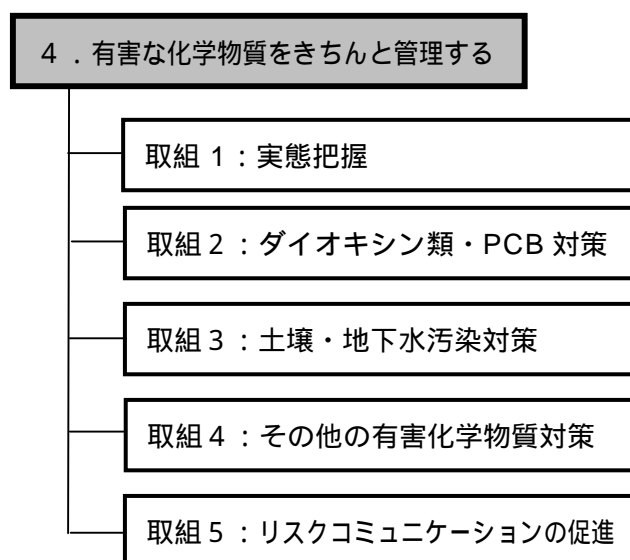 ４．有害な化学物質をきちんと管理する
取組 1：実態把握
取組２：ダイオキシン類・PCB 対策
取組３：土壌・地下水汚染対策
取組４：その他の有害化学物質対策
取組５：リスクコミュニケーションの促進